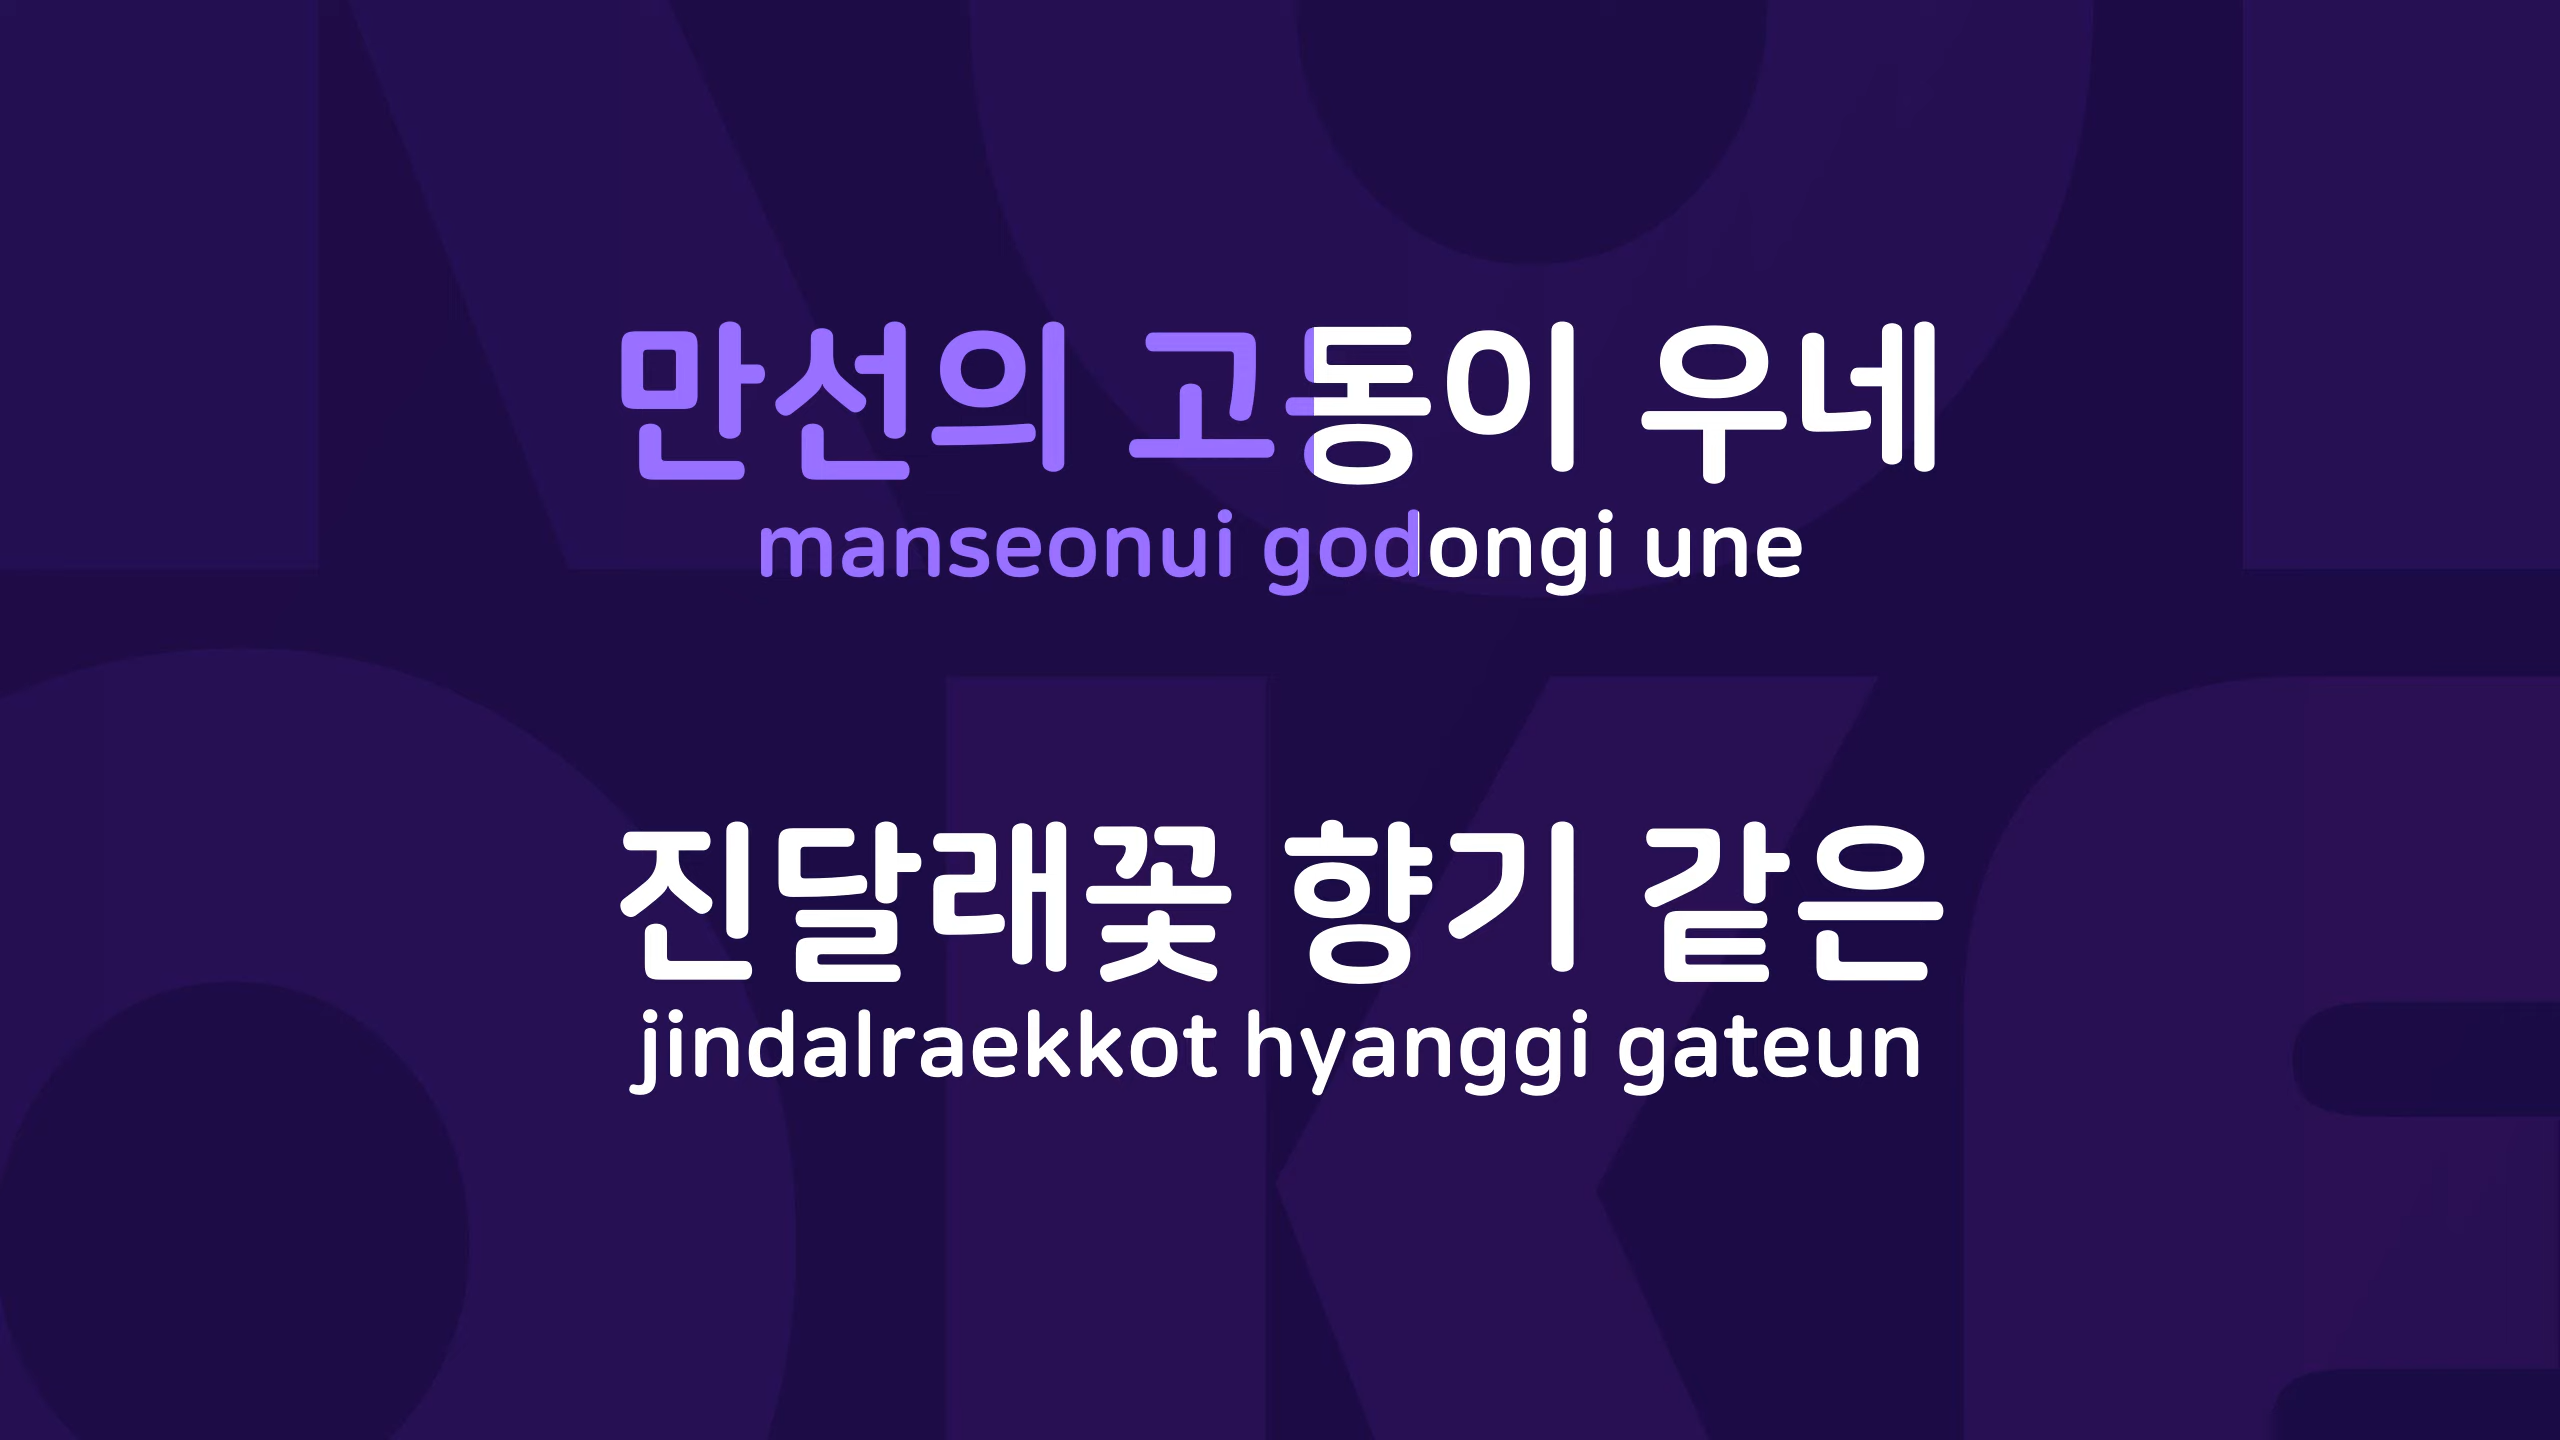 만선의 고동이 우네
manseonui godongi une
진달래꽃 향기 같은
jindalraekkot hyanggi gateun